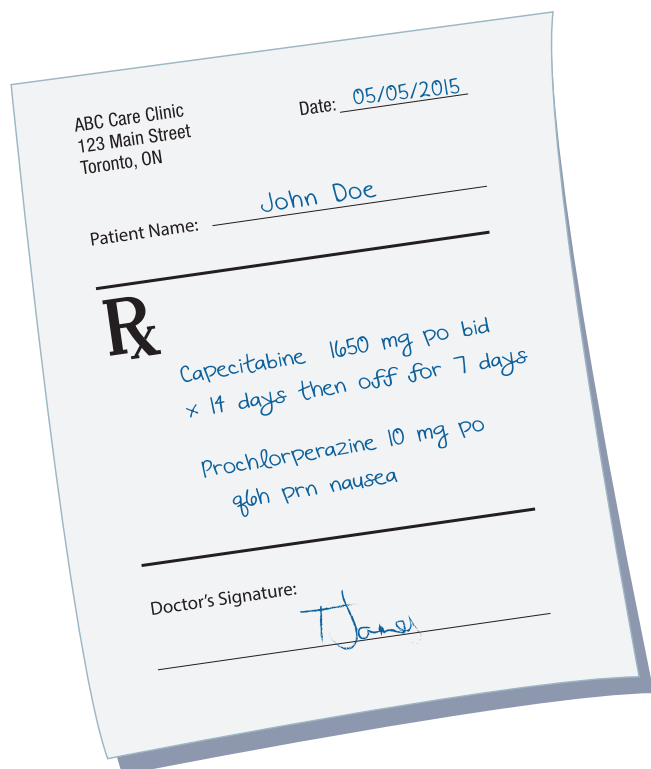 ABC Care Clinic
123 Main Street
Toronto, ON
Date: 05/05/2015
Patient Name: John Doe
Rx
Capecitabine 1650 mg po bid
x 14 days then off for 7 days
Prochlorperazine 10 mg po
q6h prn nausea
Doctor's Signature: T James